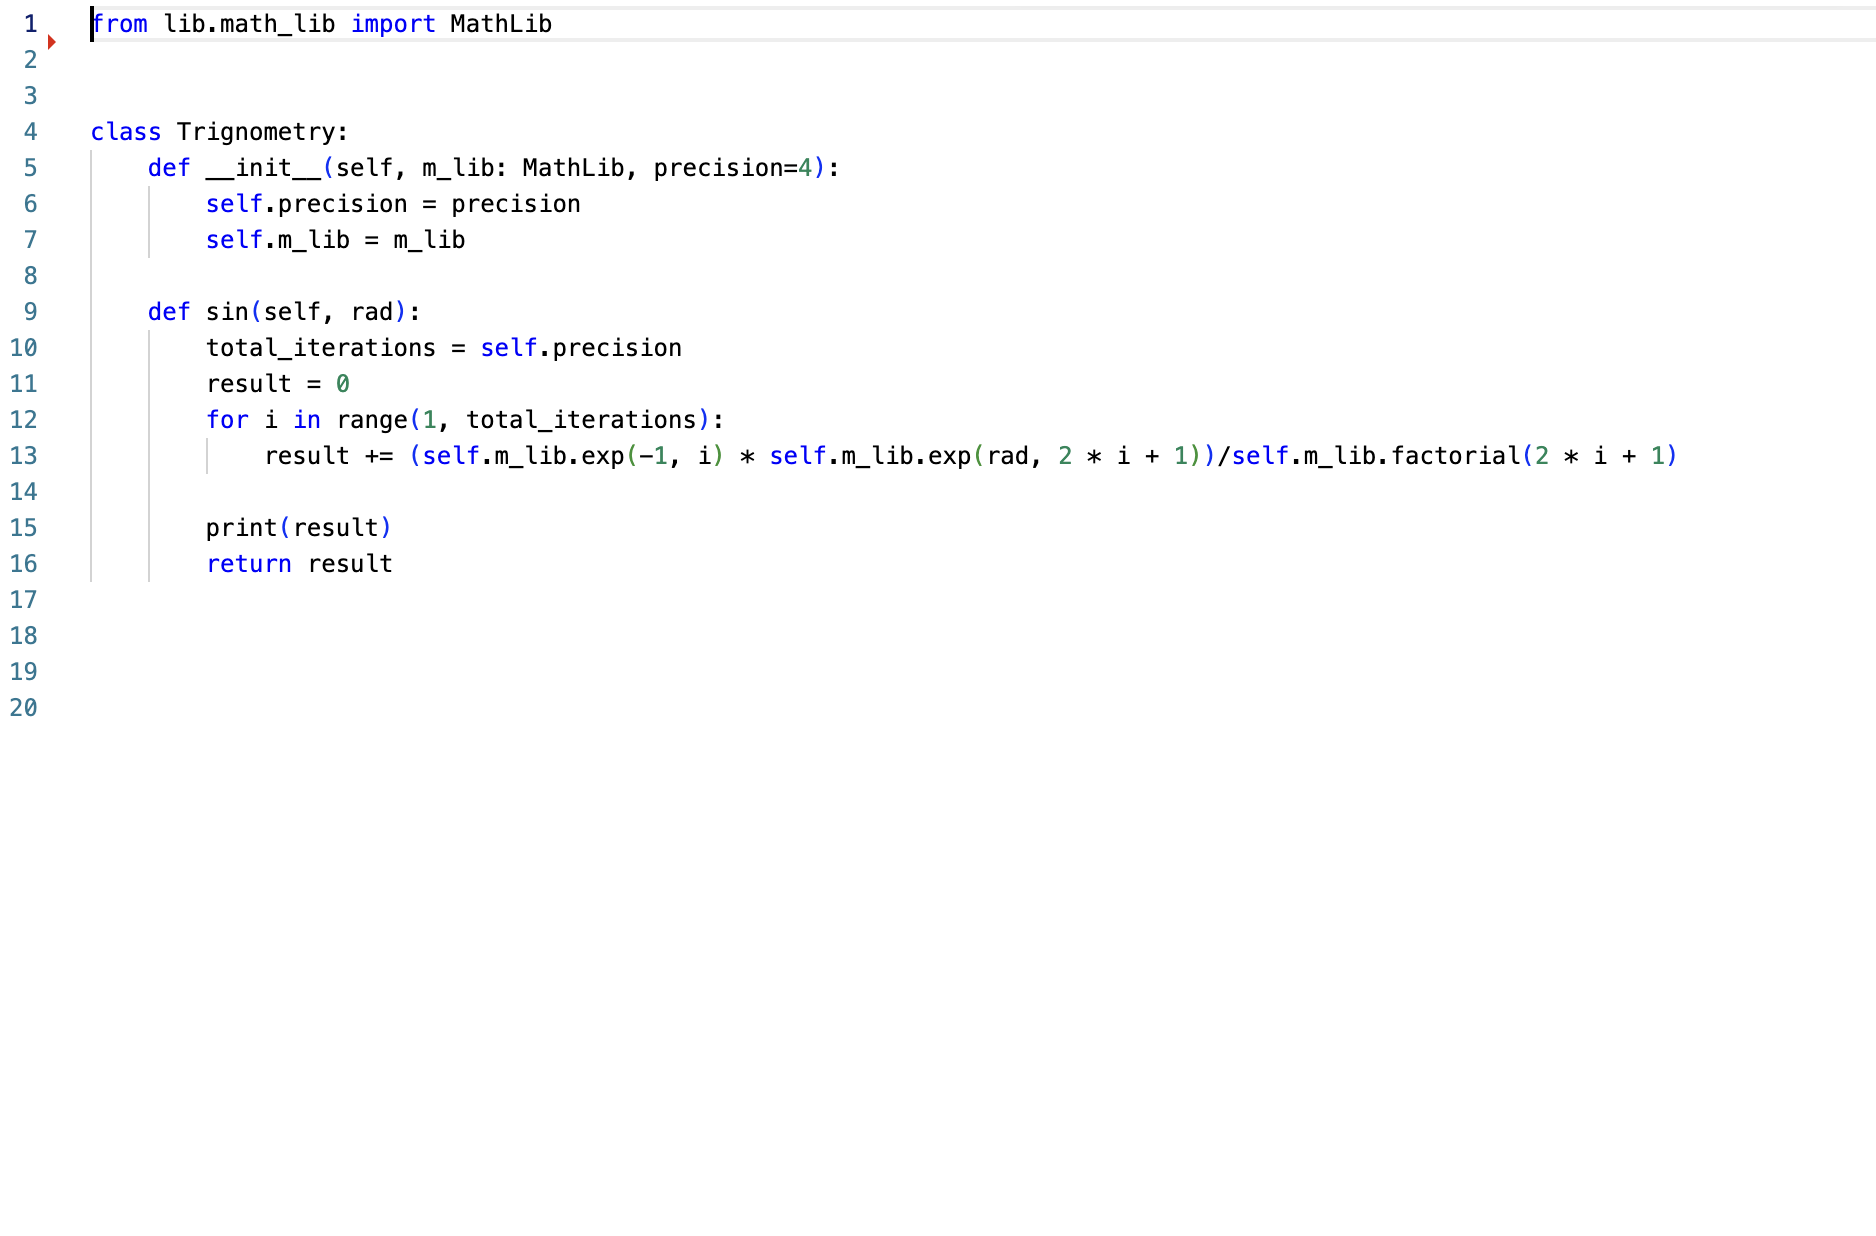 1 from lib.math_lib import MathLib
2
3
4 class Trignometry:
5     def __init__(self, m_lib: MathLib, precision=4):
6         self.precision = precision
7         self.m_lib = m_lib
8
9     def sin(self, rad):
10         total_iterations = self.precision
11         result = 0
12         for i in range(1, total_iterations):
13             result += (self.m_lib.exp(-1, i) * self.m_lib.exp(rad, 2 * i + 1))/self.m_lib.factorial(2 * i + 1)
14
15         print(result)
16         return result
17
18
19
20